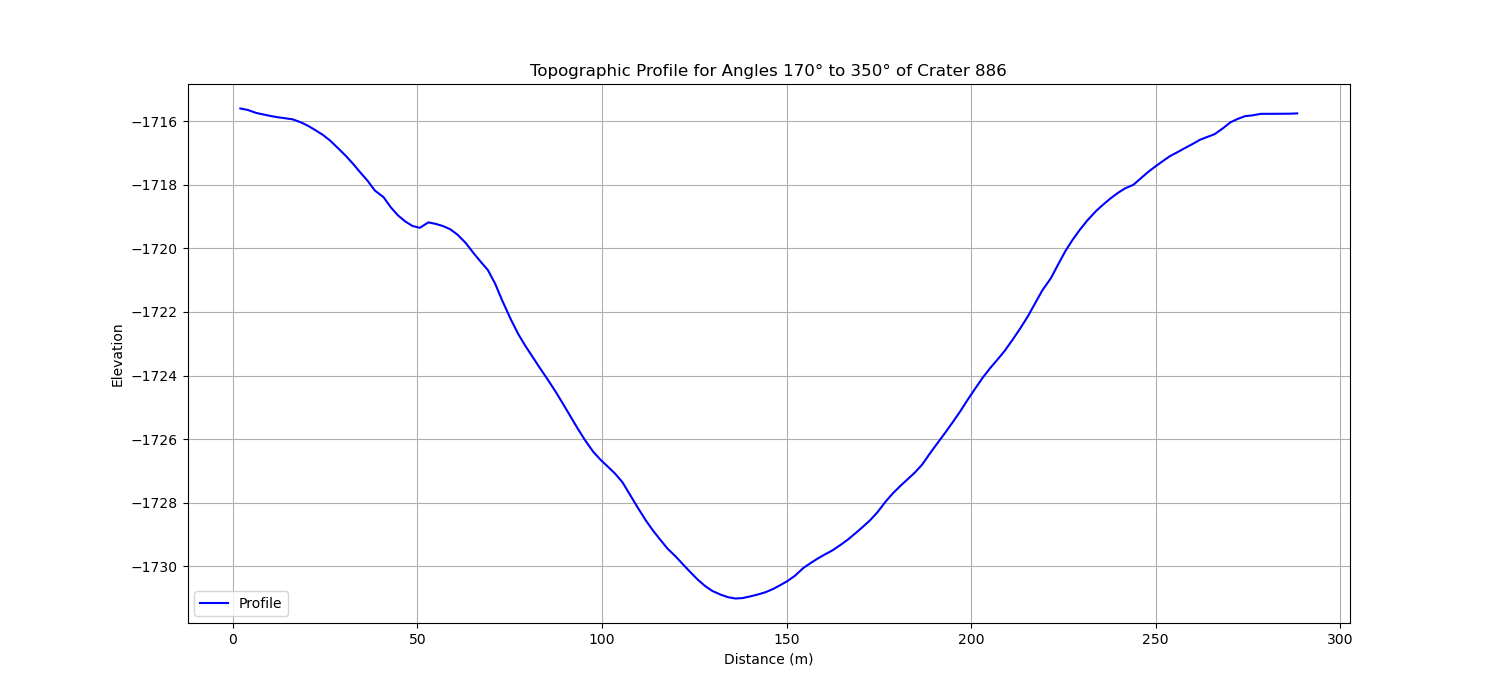 Topographic Profile for Angles 170° to 350° of Crater 886
Elevation
−1716
−1718
−1720
−1722
−1724
−1726
−1728
−1730
Profile
0 50 100 150 200 250 300
Distance (m)